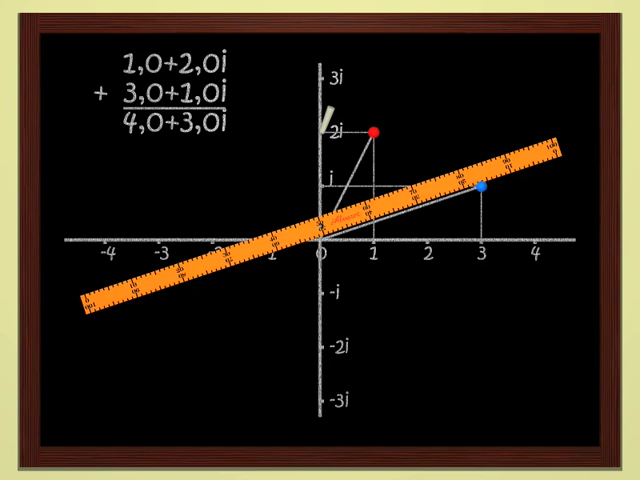 1,0+2,0i
+ 3,0+1,0i
4,0+3,0i
3i
2i
i
-4 -3 -2 -1 0 1 2 3 4
-i
-2i
-3i